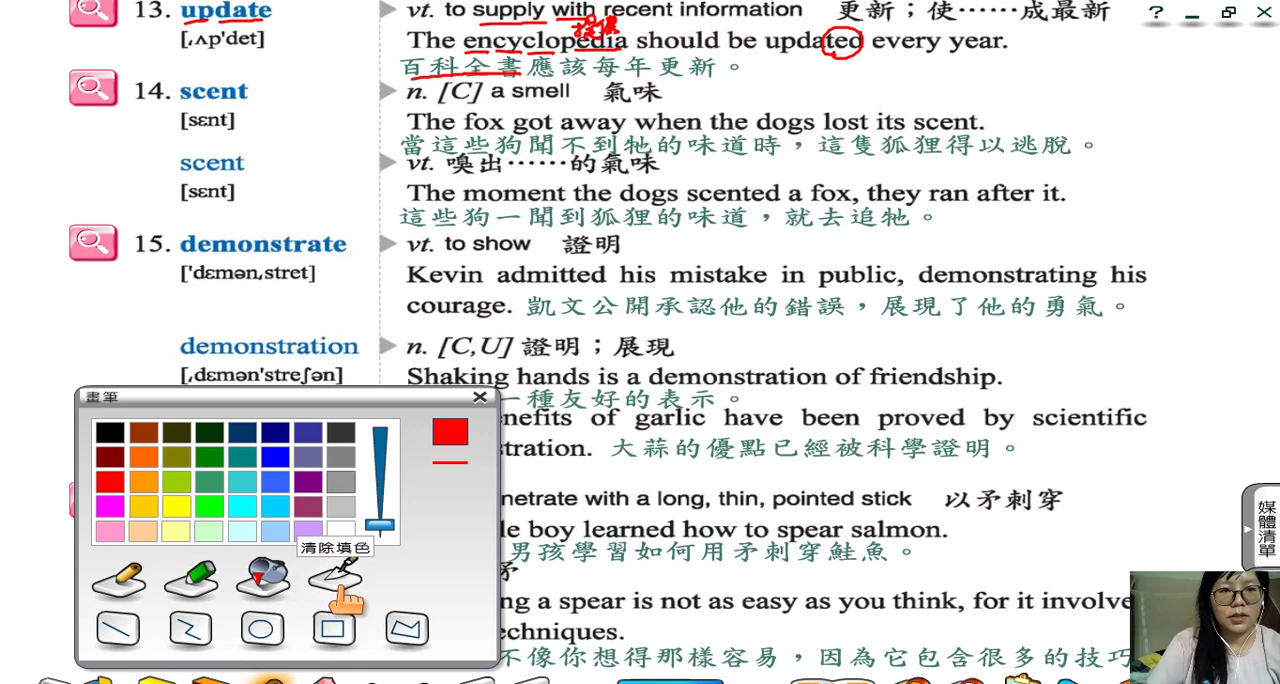 13. update vt. to supply with recent information 更新；使……成最新
[ˌʌpˈdet] The encyclopedia should be updated every year.
提供
百科全書應該每年更新。
14. scent n. [C] a smell 氣味
[sɛnt] The fox got away when the dogs lost its scent.
當這些狗聞不到牠的味道時，這隻狐狸得以逃脫。
scent vt. 嗅出……的氣味
[sɛnt] The moment the dogs scented a fox, they ran after it.
這些狗一聞到狐狸的味道，就去追牠。
15. demonstrate vt. to show 證明
[ˈdɛmənˌstret] Kevin admitted his mistake in public, demonstrating his
courage. 凱文公開承認他的錯誤，展現了他的勇氣。
demonstration n. [C,U] 證明；展現
[ˌdɛmənˈstreʃən] Shaking hands is a demonstration of friendship.
畫筆
一種友好的表示。
nefits of garlic have been proved by scientific
tration. 大蒜的優點已經被科學證明。
netrate with a long, thin, pointed stick 以矛刺穿
le boy learned how to spear salmon.
清除填色
男孩學習如何用矛刺穿鮭魚。
矛
ng a spear is not as easy as you think, for it involve
echniques.
不像你想得那樣容易，因為它包含很多的技巧
媒體清單